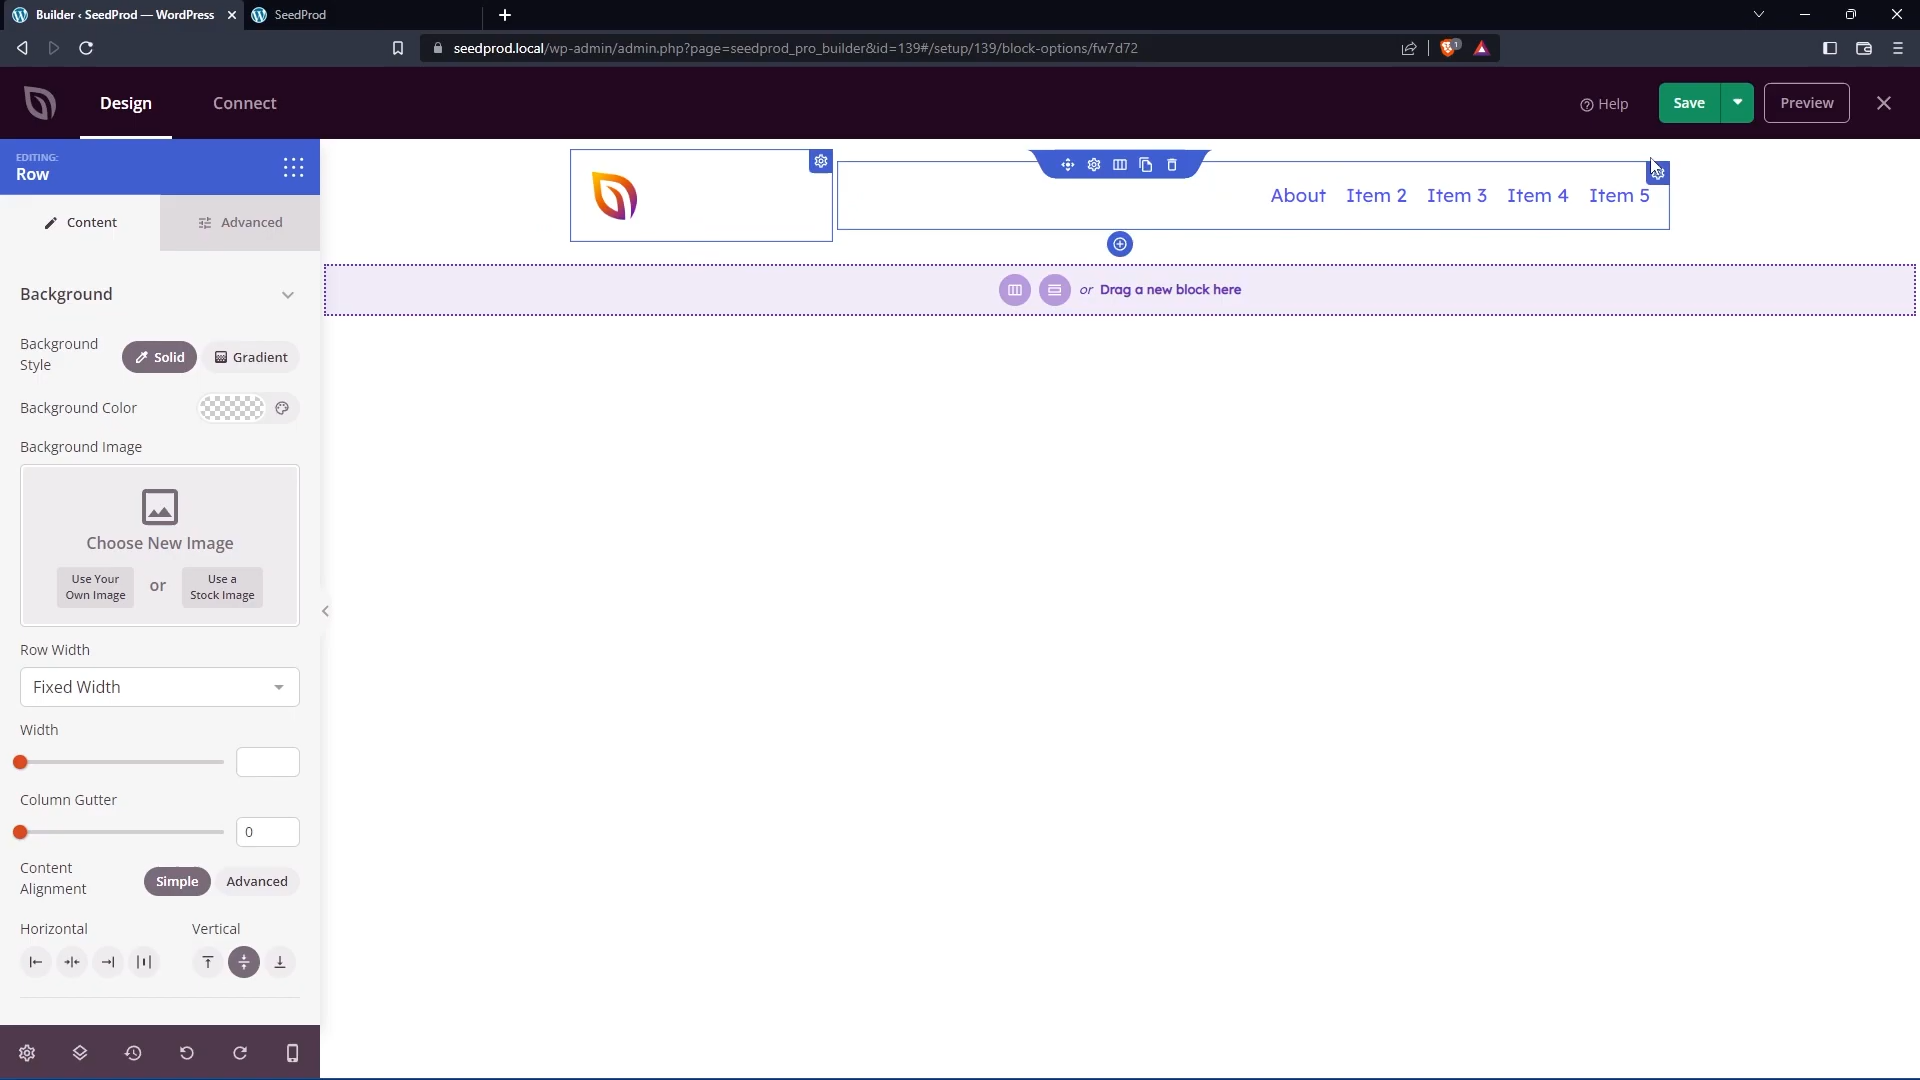 Builder ‹ SeedProd — WordPress
SeedProd
seedprod.local/wp-admin/admin.php?page=seedprod_pro_builder&id=139#/setup/139/block-options/fw7d72
1
Design
Connect
Help
Save
Preview
EDITING:
Row
Content
Advanced
About Item 2 Item 3 Item 4 Item 5
or Drag a new block here
Background
Background
Style
Solid
Gradient
Background Color
Background Image
Choose New Image
Use Your
Own Image
or
Use a
Stock Image
Row Width
Fixed Width
Width
Column Gutter
0
Content
Alignment
Simple
Advanced
Horizontal
Vertical